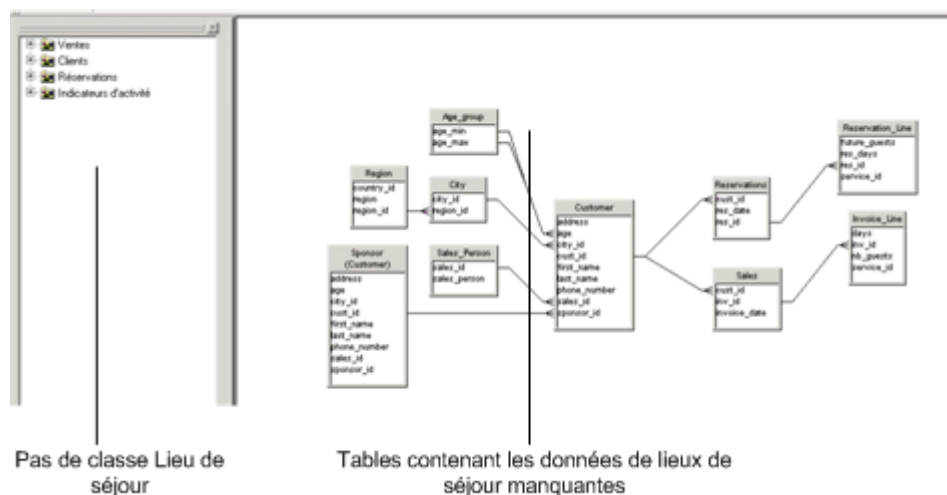 Ventes
Clients
Réservations
Indicateurs d'activité
Age_group
age_min
age_max
Region
country_id
region
region_id
City
city_id
region_id
Sponsor
(Customer)
address
age
city_id
cust_id
first_name
last_name
phone_number
sales_id
sponsor_id
Sales_Person
sales_id
sales_person
Customer
address
age
city_id
cust_id
first_name
last_name
phone_number
sales_id
sponsor_id
Reservations
cust_id
res_date
res_id
Sales
cust_id
inv_id
invoice_date
Reservation_Line
future_guests
res_days
res_id
service_id
Invoice_Line
days
inv_id
nb_guests
service_id
Pas de classe Lieu de
séjour
Tables contenant les données de lieux de
séjour manquantes